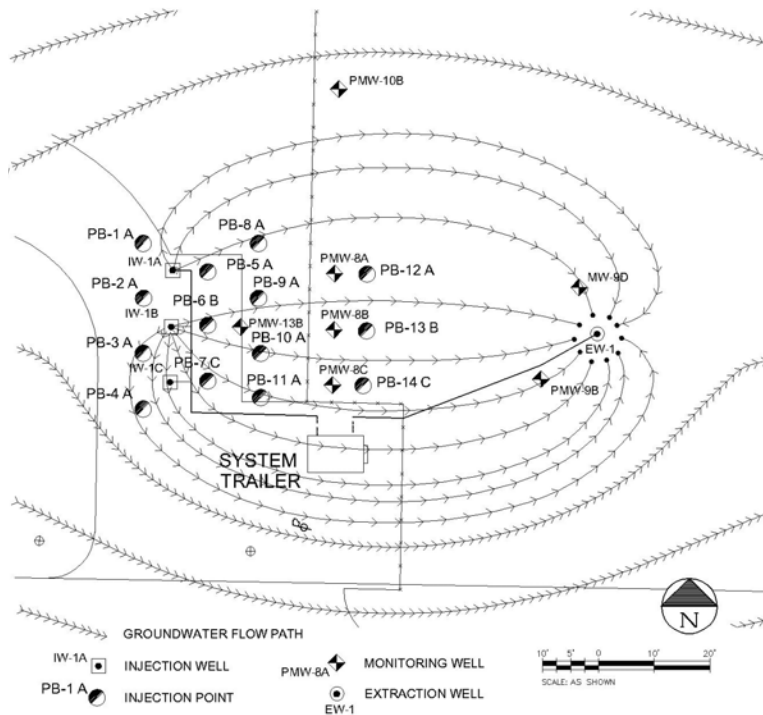 PMW-10B
PB-1 A
PB-8 A
IW-1A
PB-5 A
PMW-8A
PB-12 A
MW-9D
PB-2 A
PB-9 A
IW-1B
PB-6 B
PMW-13B
PMW-8B
PB-13 B
PB-3 A
PB-10 A
EW-1
IW-1C
PB-7 C
PMW-8C
PB-14 C
PMW-9B
PB-4 A
PB-11 A
SYSTEM
TRAILER
N
GROUNDWATER FLOW PATH
IW-1A INJECTION WELL
PMW-8A MONITORING WELL
PB-1 A INJECTION POINT
EW-1 EXTRACTION WELL
10' 5' 0 10' 20'
SCALE: AS SHOWN